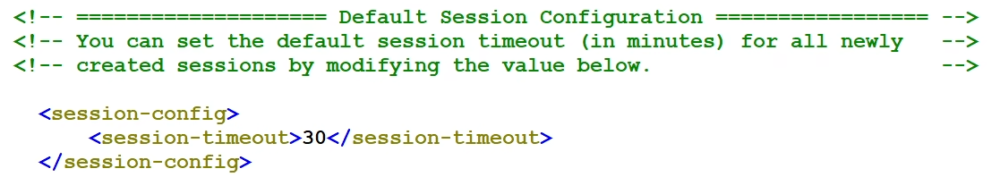 <!-- ==================== Default Session Configuration ================= -->
<!-- You can set the default session timeout (in minutes) for all newly   -->
<!-- created sessions by modifying the value below.                       -->
<session-config>
<session-timeout>30</session-timeout>
</session-config>